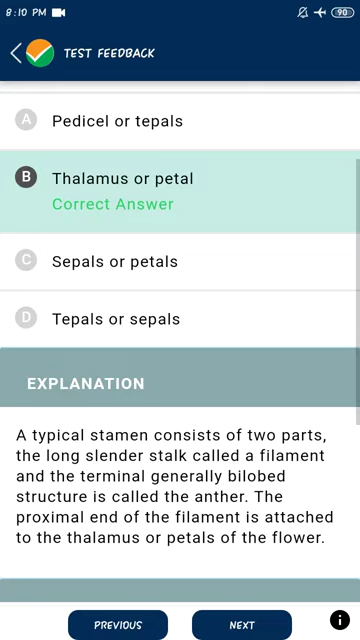 8:10 PM
90
TEST FEEDBACK
A Pedicel or tepals
B Thalamus or petal
Correct Answer
C Sepals or petals
D Tepals or sepals
EXPLANATION
A typical stamen consists of two parts,
the long slender stalk called a filament
and the terminal generally bilobed
structure is called the anther. The
proximal end of the filament is attached
to the thalamus or petals of the flower.
PREVIOUS NEXT